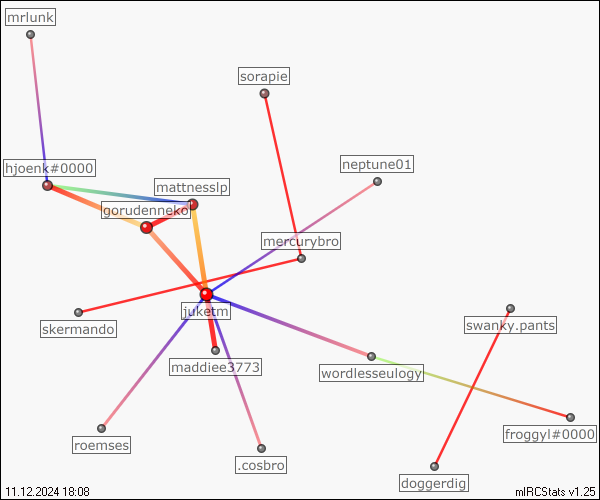 mrlunk
sorapie
neptune01
hjoenk#0000
mattnesslp
gorudenneko
mercurybro
juketm
skermando
swanky.pants
maddiee3773
wordlesseulogy
froggyl#0000
roemses
.cosbro
doggerdig
11.12.2024 18:08
mIRCStats v1.25